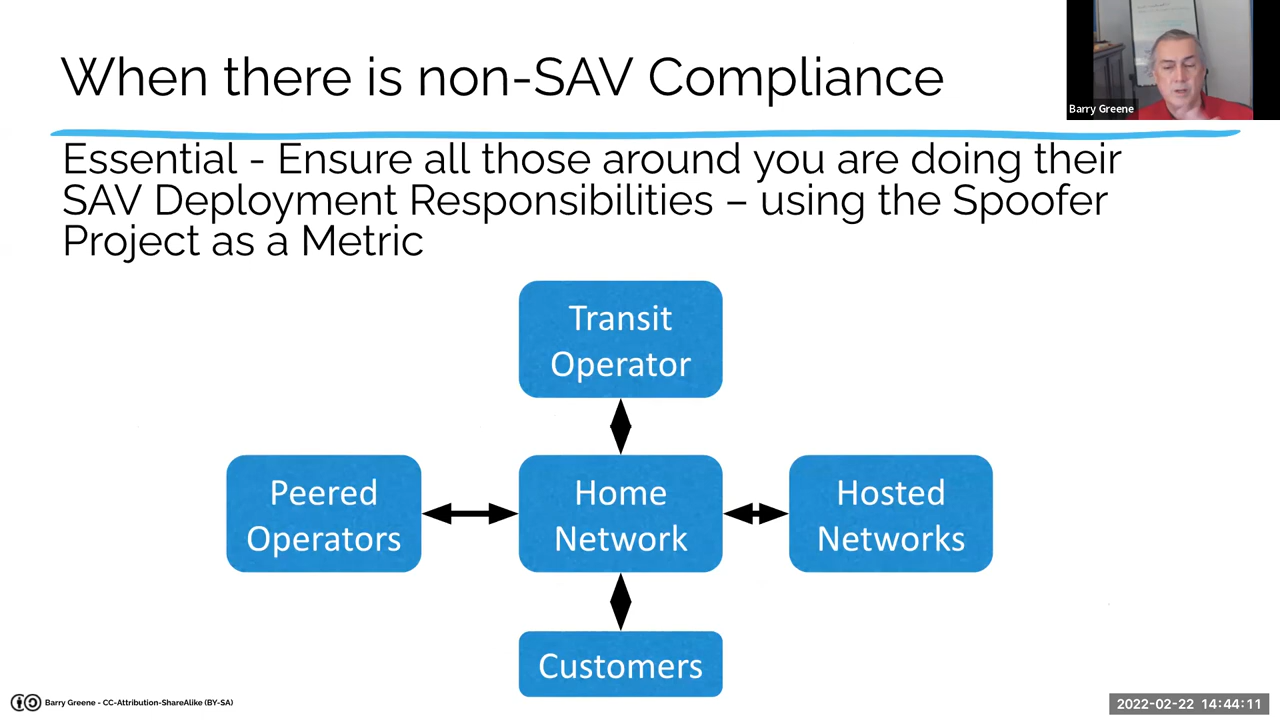 When there is non-SAV Compliance
Barry Greene
Essential - Ensure all those around you are doing their
SAV Deployment Responsibilities – using the Spoofer
Project as a Metric
Transit
Operator
Peered
Operators
Home
Network
Hosted
Networks
Customers
Barry Greene - CC-Attribution-ShareAlike (BY-SA)
2022-02-22 14:44:11